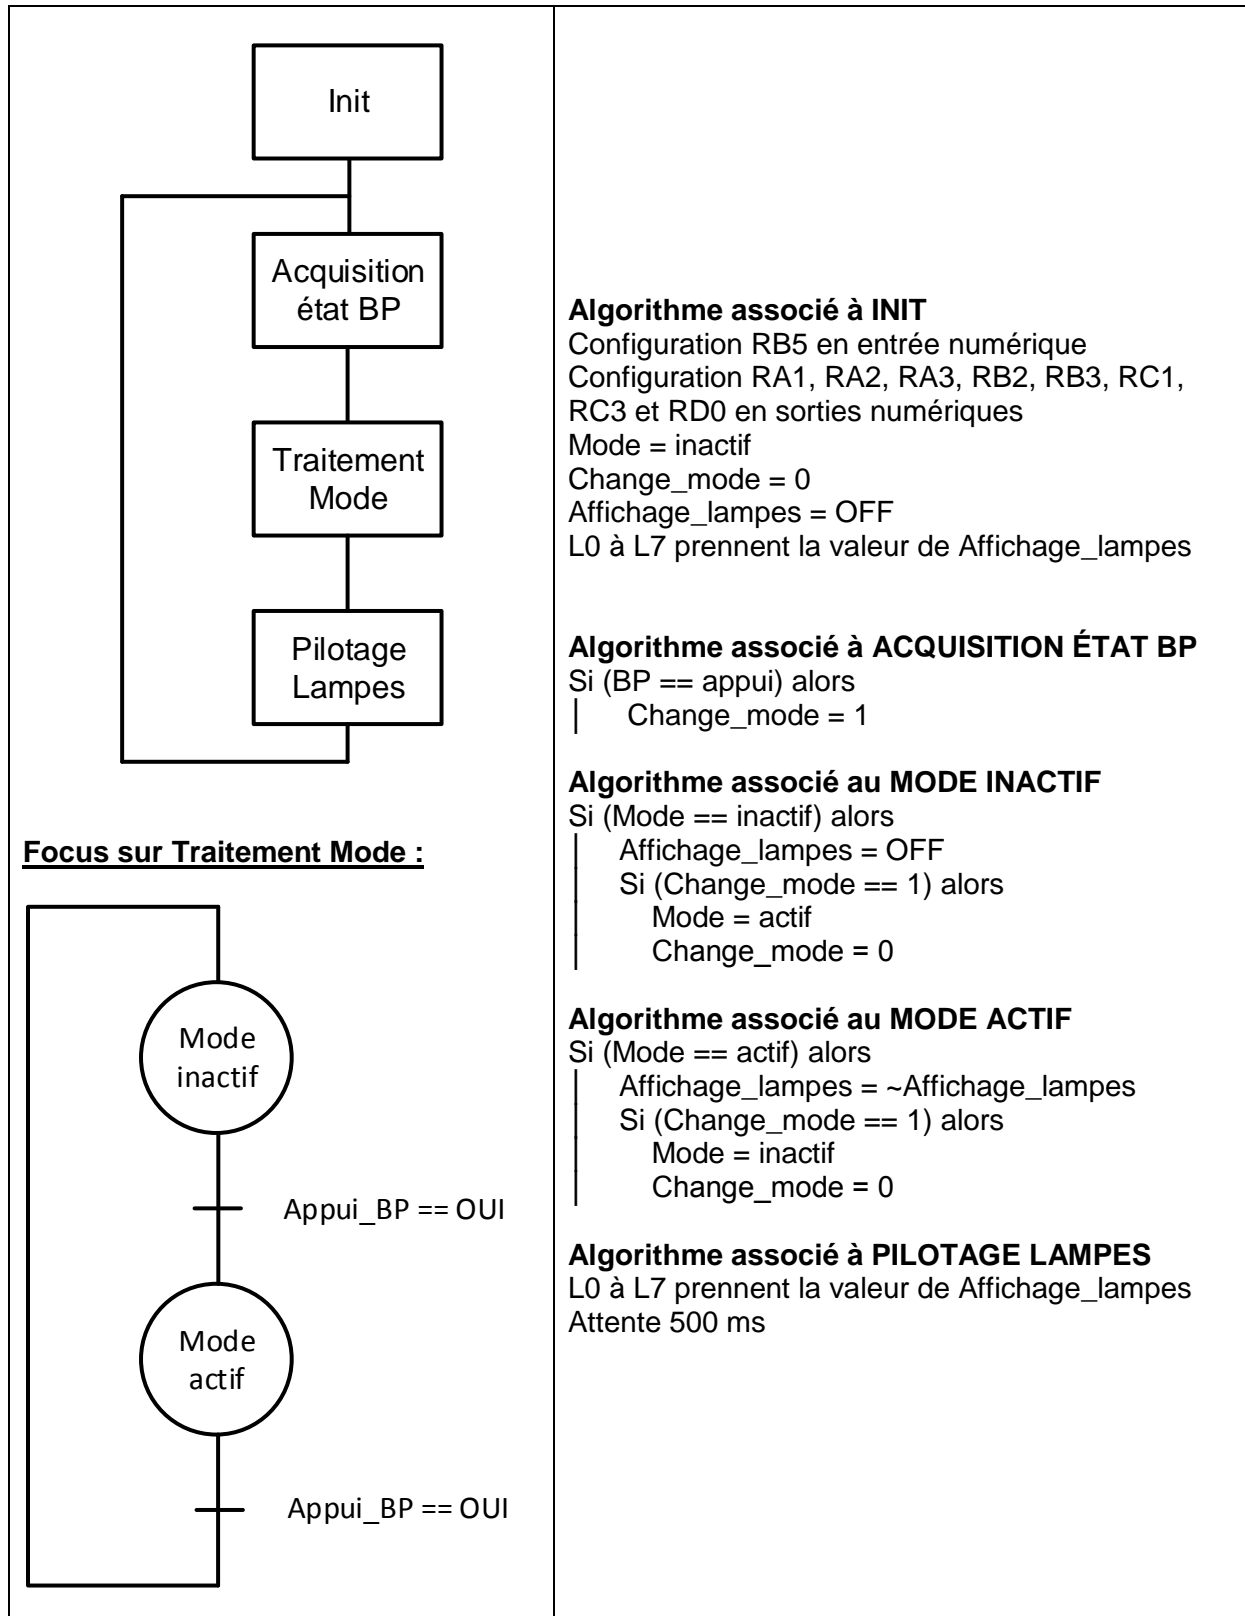 Init
Acquisition
état BP
Traitement
Mode
Pilotage
Lampes
Focus sur Traitement Mode :
Mode
inactif
Appui_BP == OUI
Mode
actif
Appui_BP == OUI
Algorithme associé à INIT
Configuration RB5 en entrée numérique
Configuration RA1, RA2, RA3, RB2, RB3, RC1,
RC3 et RD0 en sorties numériques
Mode = inactif
Change_mode = 0
Affichage_lampes = OFF
L0 à L7 prennent la valeur de Affichage_lampes
Algorithme associé à ACQUISITION ÉTAT BP
Si (BP == appui) alors
Change_mode = 1
Algorithme associé au MODE INACTIF
Si (Mode == inactif) alors
Affichage_lampes = OFF
Si (Change_mode == 1) alors
Mode = actif
Change_mode = 0
Algorithme associé au MODE ACTIF
Si (Mode == actif) alors
Affichage_lampes = ~Affichage_lampes
Si (Change_mode == 1) alors
Mode = inactif
Change_mode = 0
Algorithme associé à PILOTAGE LAMPES
L0 à L7 prennent la valeur de Affichage_lampes
Attente 500 ms